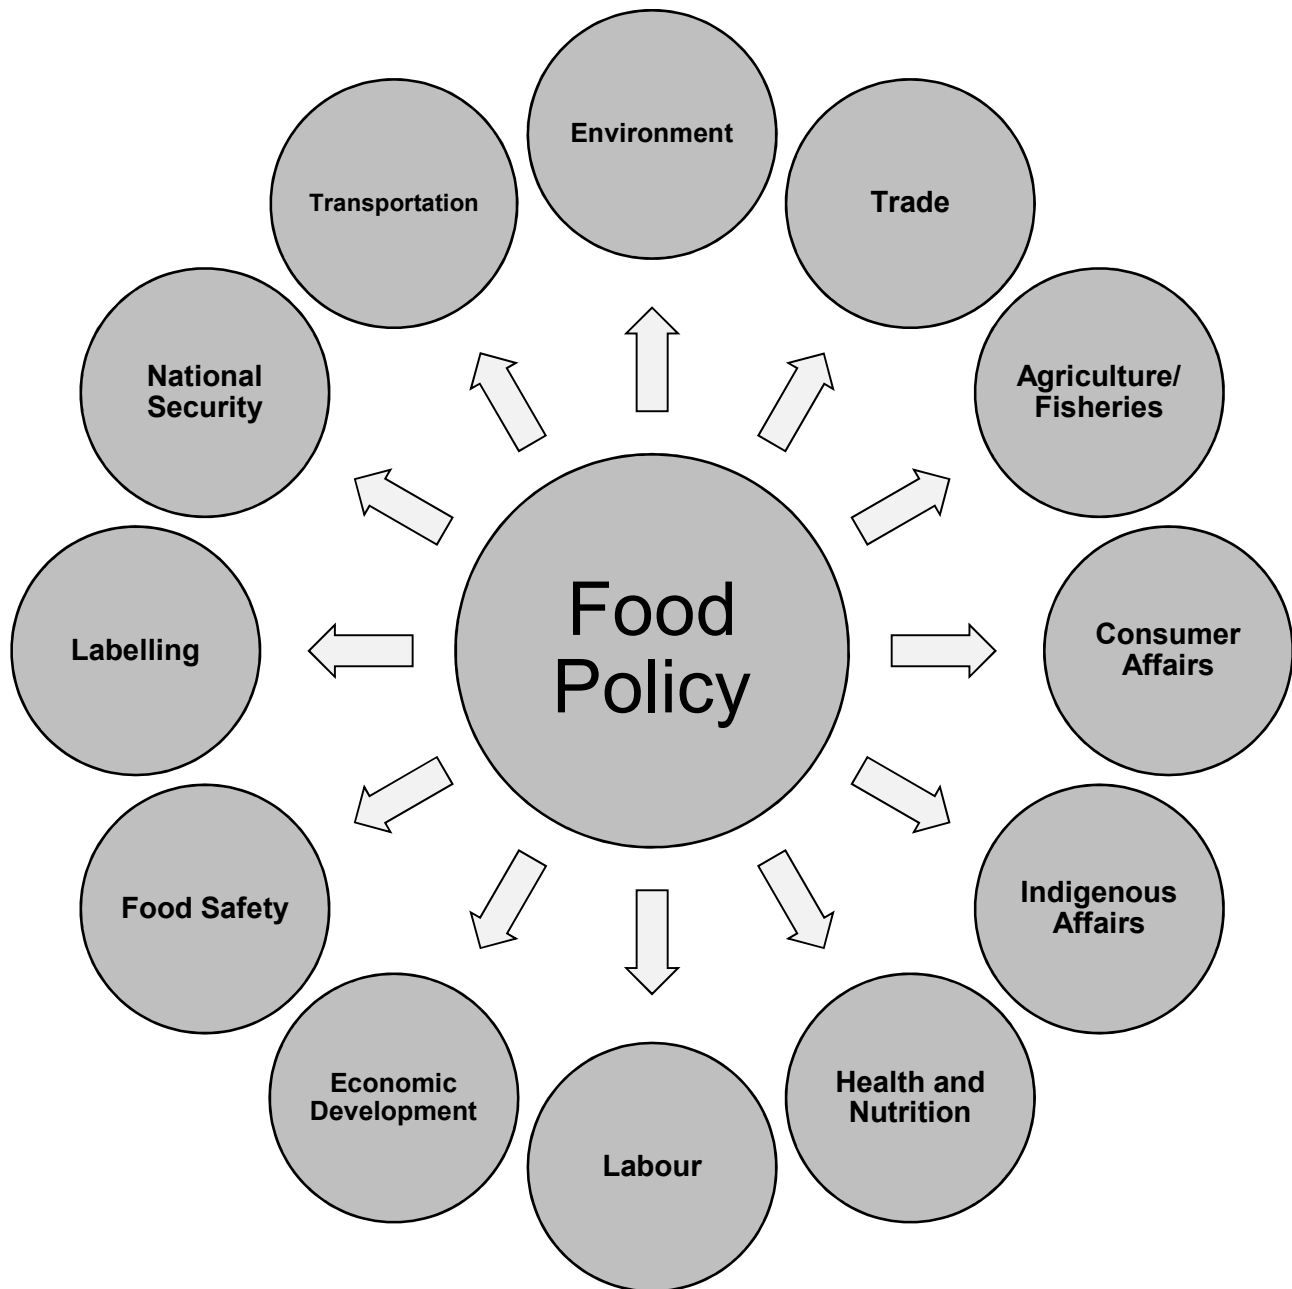 Environment
Trade
Agriculture/
Fisheries
Consumer
Affairs
Indigenous
Affairs
Health and
Nutrition
Labour
Economic
Development
Food Safety
Labelling
National
Security
Transportation
Food
Policy